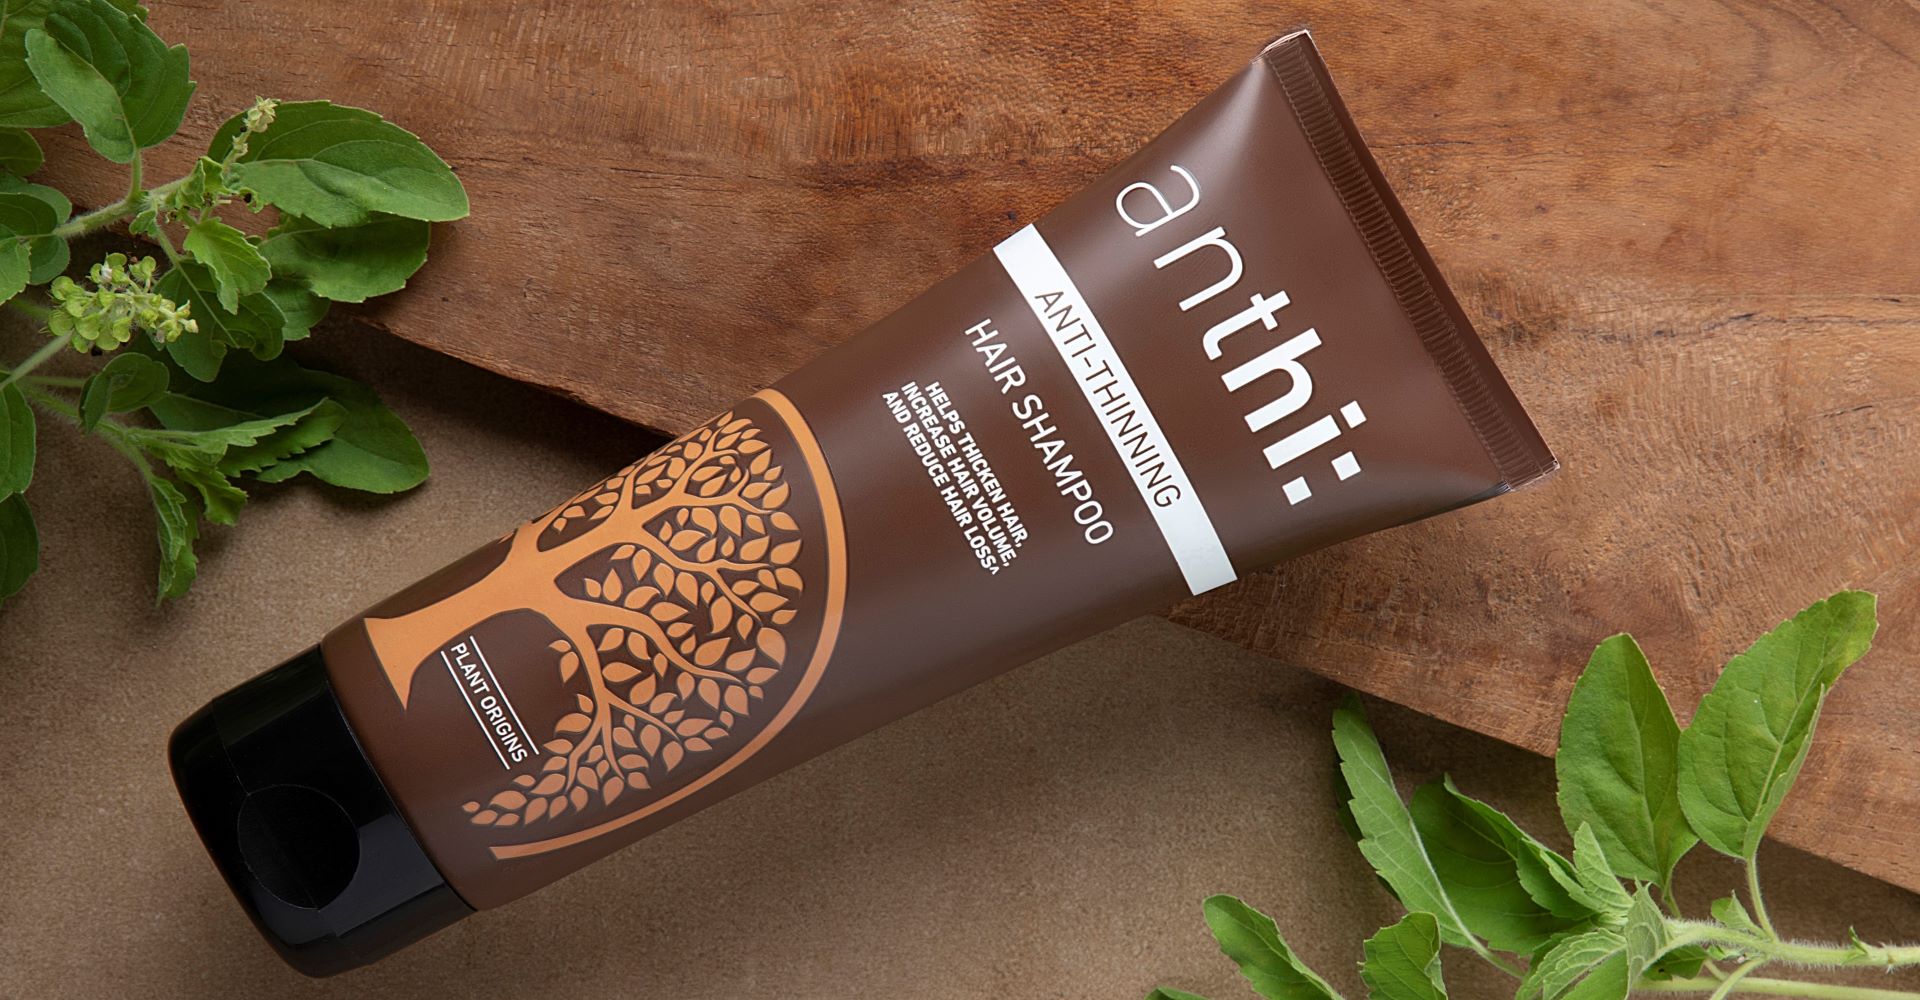 anthi:
ANTI-THINNING
HAIR SHAMPOO
HELPS THICKEN HAIR,
INCREASE HAIR VOLUME,
AND REDUCE HAIR LOSS^
PLANT ORIGINS